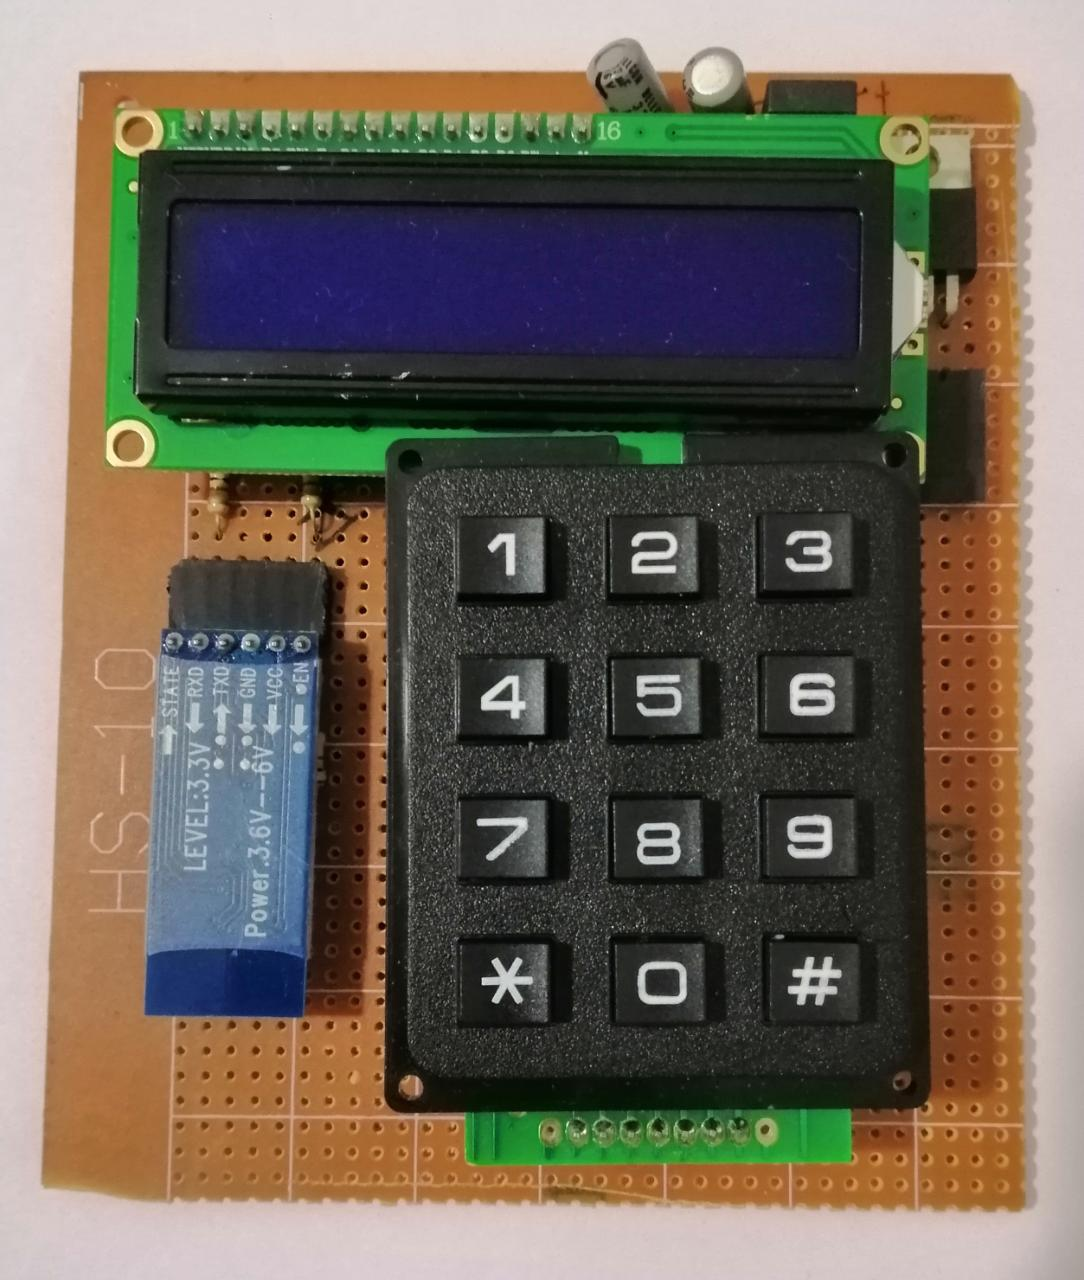 +
1 16
STATE
RXD
TXD
GND
VCC
EN
LEVEL:3.3V
Power.3.6V--6V
HS-10
1 2 3
4 5 6
7 8 9
* 0 #